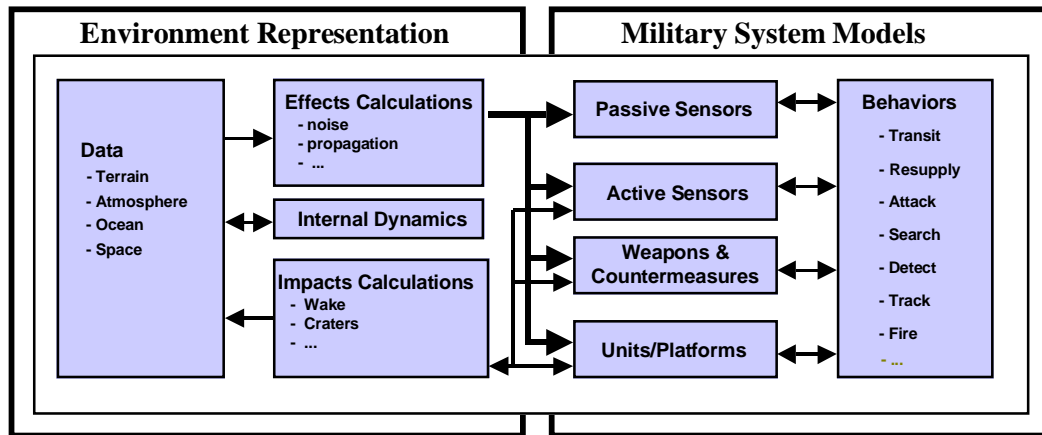 Environment Representation
Military System Models
Data
- Terrain
- Atmosphere
- Ocean
- Space
Effects Calculations
- noise
- propagation
- ...
Internal Dynamics
Impacts Calculations
- Wake
- Craters
- ...
Passive Sensors
Active Sensors
Weapons &
Countermeasures
Units/Platforms
Behaviors
- Transit
- Resupply
- Attack
- Search
- Detect
- Track
- Fire
- ...